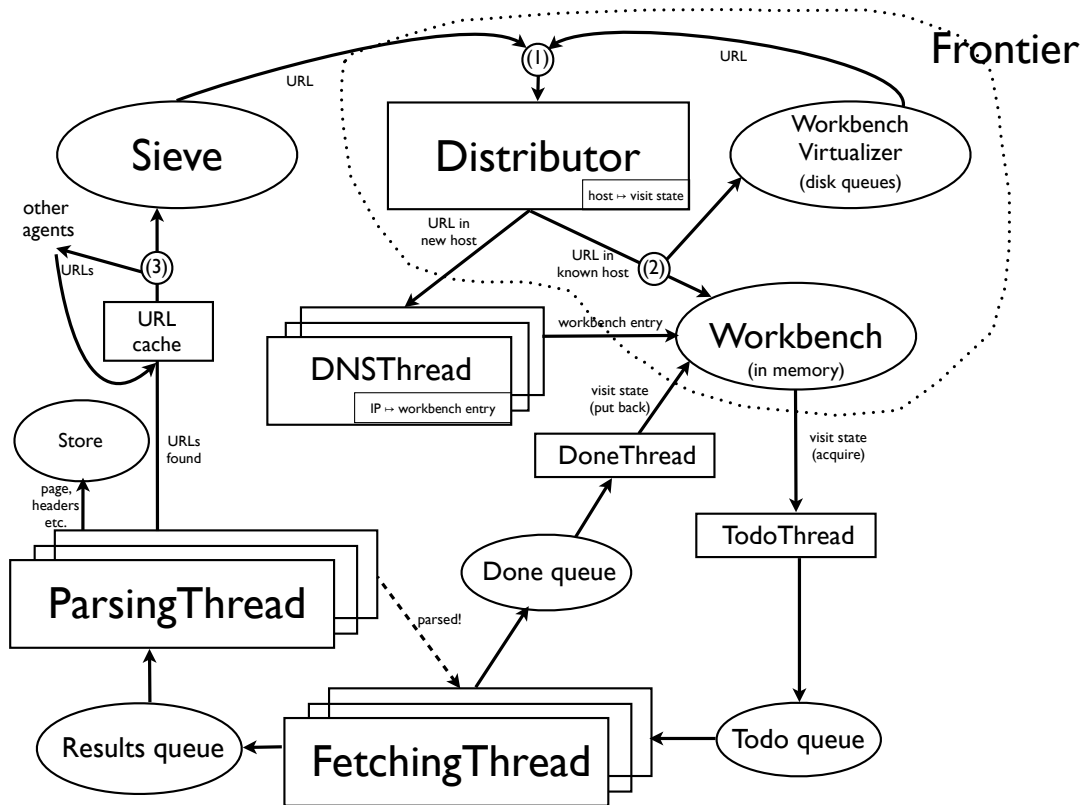 Frontier
(1)
URL
URL
Sieve
Distributor
host ↦ visit state
Workbench
Virtualizer
(disk queues)
other
agents
URLs
(3)
URL in
new host
URL in
known host
(2)
URL
cache
DNSThread
IP ↦ workbench entry
workbench entry
Workbench
(in memory)
visit state
(put back)
Store
URLs
found
DoneThread
visit state
(acquire)
page,
headers
etc.
TodoThread
ParsingThread
Done queue
parsed!
Results queue
FetchingThread
Todo queue